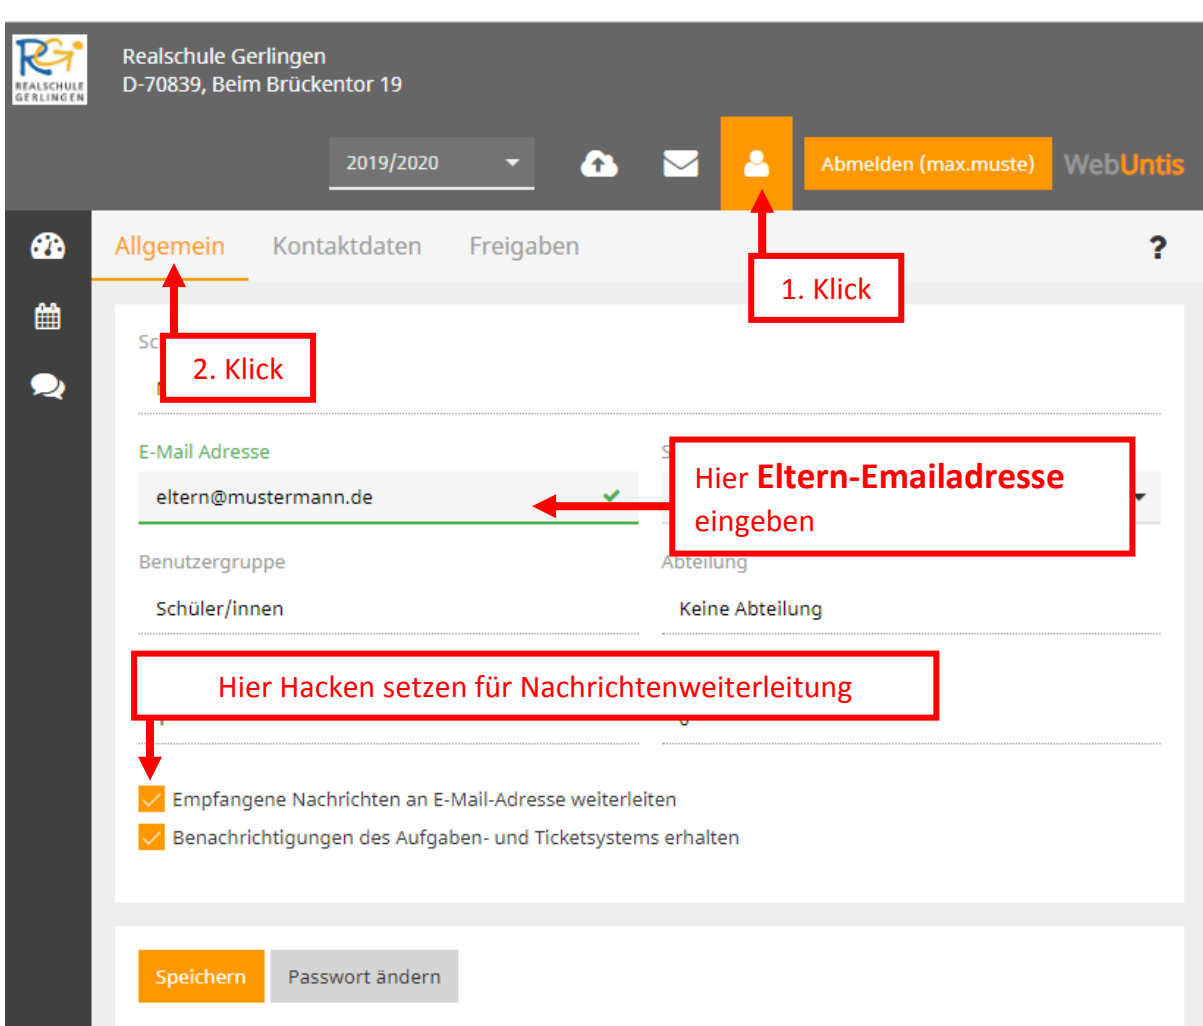 Realschule Gerlingen
D-70839, Beim Brückentor 19
REALSCHULE
GERLINGEN
2019/2020
Abmelden (max.muste)
WebUntis
Allgemein Kontaktdaten Freigaben ?
1. Klick
2. Klick
E-Mail Adresse
eltern@mustermann.de
Hier Eltern-Emailadresse
eingeben
Benutzergruppe Abteilung
Schüler/innen Keine Abteilung
Hier Hacken setzen für Nachrichtenweiterleitung
Empfangene Nachrichten an E-Mail-Adresse weiterleiten
Benachrichtigungen des Aufgaben- und Ticketsystems erhalten
Speichern Passwort ändern